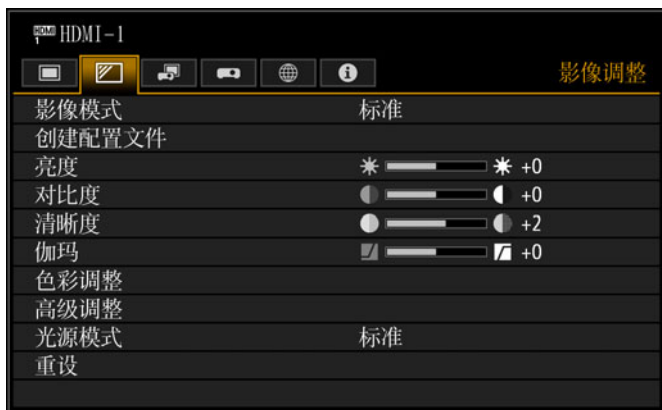 HDMI 1 HDMI-1
影像调整
影像模式 标准
创建配置文件
亮度 +0
对比度 +0
清晰度 +2
伽玛 +0
色彩调整
高级调整
光源模式 标准
重设